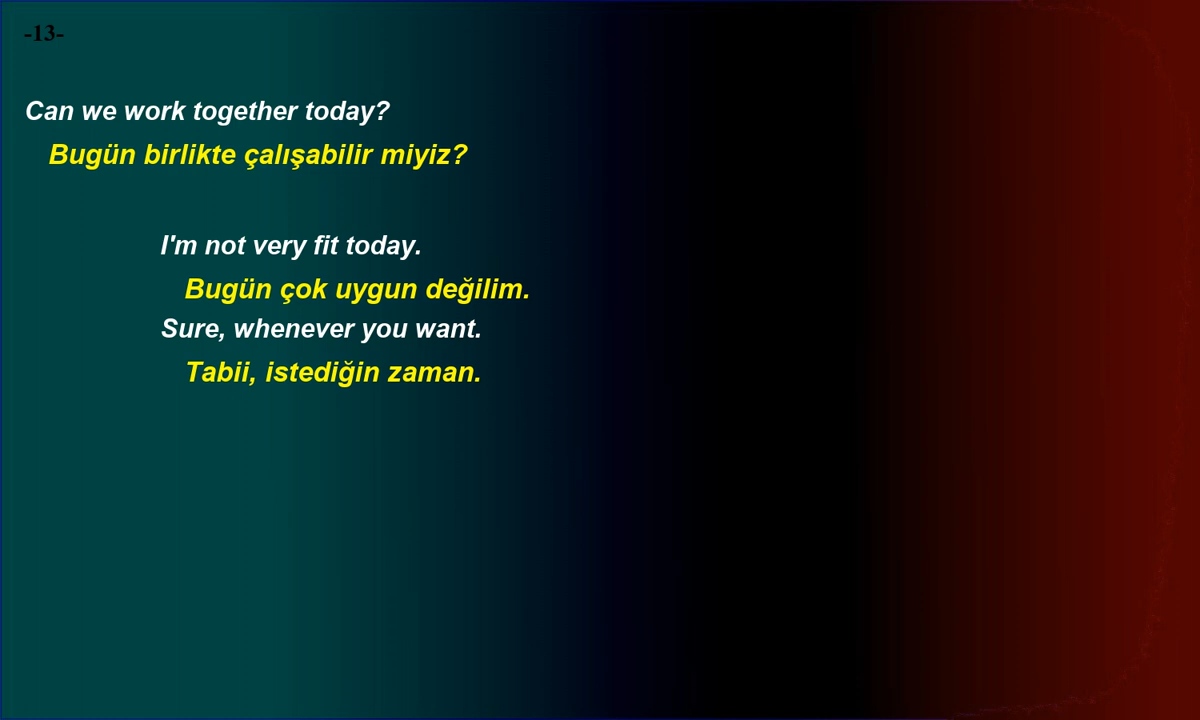 -13-
Can we work together today?
Bugün birlikte çalışabilir miyiz?
I'm not very fit today.
Bugün çok uygun değilim.
Sure, whenever you want.
Tabii, istediğin zaman.